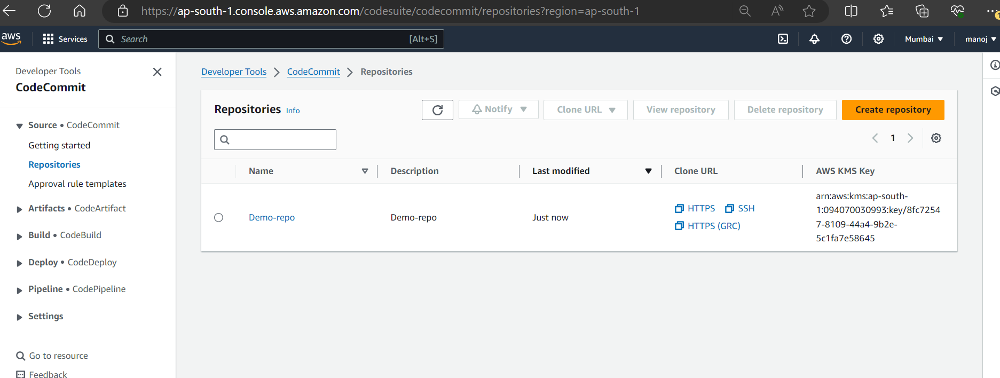 https://ap-south-1.console.aws.amazon.com/codesuite/codecommit/repositories?region=ap-south-1
aws Services Search [Alt+S] Mumbai manoj
Developer Tools
CodeCommit
Source • CodeCommit
Getting started
Repositories
Approval rule templates
Artifacts • CodeArtifact
Build • CodeBuild
Deploy • CodeDeploy
Pipeline • CodePipeline
Settings
Go to resource
Feedback
Developer Tools > CodeCommit > Repositories
Repositories Info
Notify Clone URL View repository Delete repository Create repository
1
Name Description Last modified Clone URL AWS KMS Key
Demo-repo Demo-repo Just now
HTTPS SSH
HTTPS (GRC)
arn:aws:kms:ap-south-
1:094070030993:key/8fc7254
7-8109-44a4-9b2e-
5c1fa7e58645